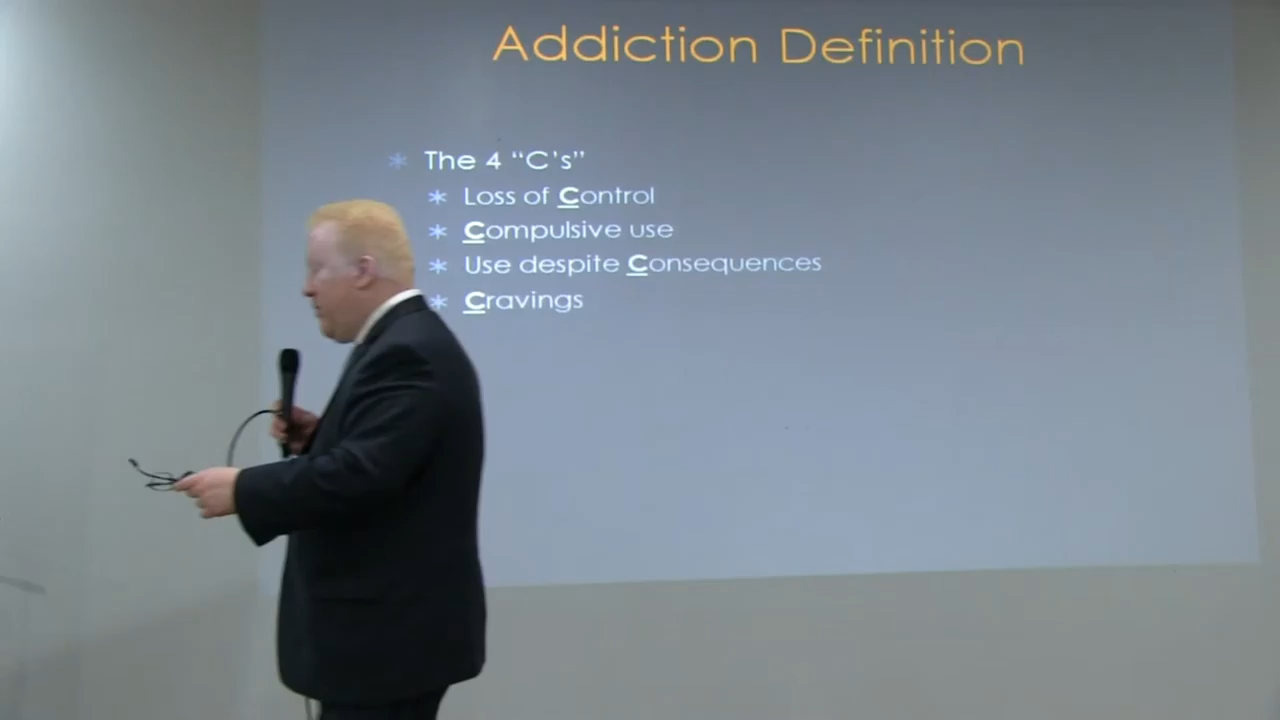 Addiction Definition
The 4 “C’s”
Loss of Control
Compulsive use
Use despite Consequences
Cravings